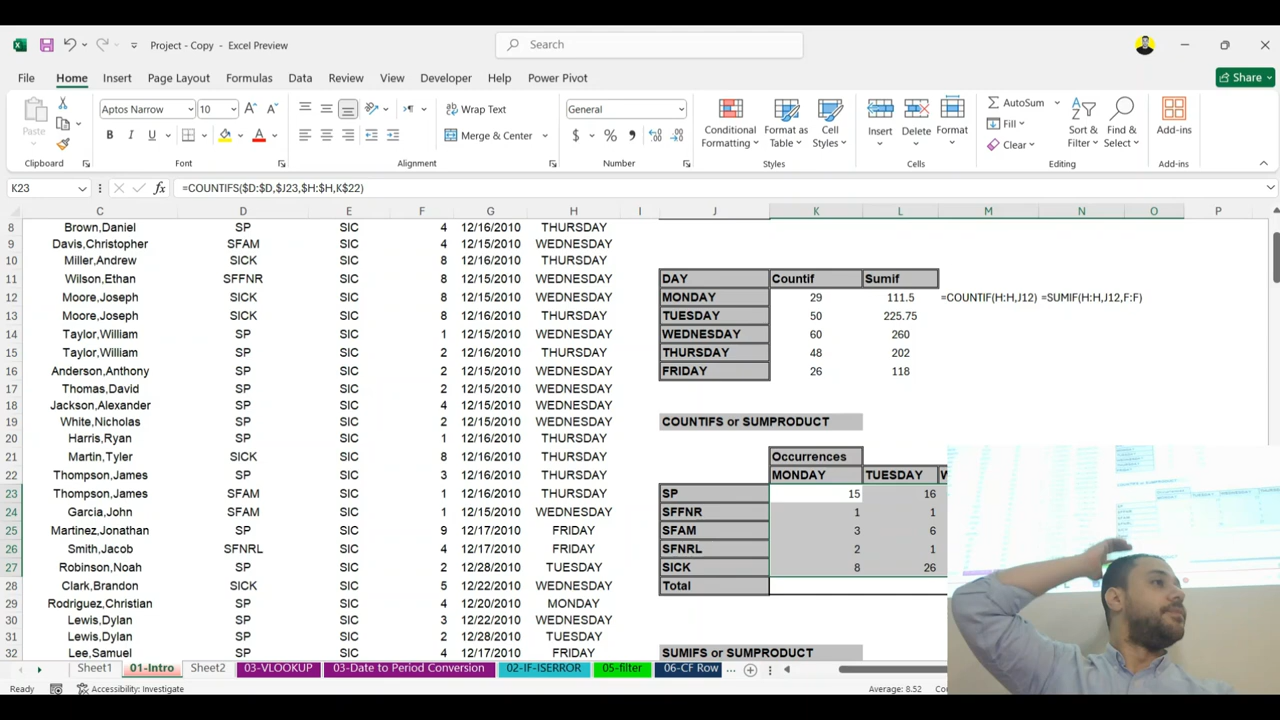 Project - Copy - Excel Preview
Search
File Home Insert Page Layout Formulas Data Review View Developer Help Power Pivot
Share
Paste
Aptos Narrow 10
B I U
Wrap Text
Merge & Center
General
$ % 9
Conditional Formatting
Format as Table
Cell Styles
Insert
Delete
Format
AutoSum
Fill
Clear
Sort & Filter
Find & Select
Add-ins
Clipboard Font Alignment Number Styles Cells Editing Add-ins
K23 fx =COUNTIFS($D:$D,$J23,$H:$H,K$22)
C D E F G H I J K L M N O P
8 Brown,Daniel SP SIC 4 12/16/2010 THURSDAY
9 Davis,Christopher SFAM SIC 4 12/15/2010 WEDNESDAY
10 Miller,Andrew SICK SIC 8 12/16/2010 THURSDAY
11 Wilson,Ethan SFFNR SIC 8 12/15/2010 WEDNESDAY DAY Countif Sumif
12 Moore,Joseph SICK SIC 8 12/15/2010 WEDNESDAY MONDAY 29 111.5 =COUNTIF(H:H,J12) =SUMIF(H:H,J12,F:F)
13 Moore,Joseph SICK SIC 8 12/16/2010 THURSDAY TUESDAY 50 225.75
14 Taylor,William SP SIC 1 12/15/2010 WEDNESDAY WEDNESDAY 60 260
15 Taylor,William SP SIC 2 12/16/2010 THURSDAY THURSDAY 48 202
16 Anderson,Anthony SP SIC 2 12/15/2010 WEDNESDAY FRIDAY 26 118
17 Thomas,David SP SIC 2 12/15/2010 WEDNESDAY
18 Jackson,Alexander SP SIC 4 12/15/2010 WEDNESDAY
19 White,Nicholas SP SIC 2 12/15/2010 WEDNESDAY COUNTIFS or SUMPRODUCT
20 Harris,Ryan SP SIC 1 12/16/2010 THURSDAY
21 Martin,Tyler SICK SIC 8 12/16/2010 THURSDAY Occurrences
22 Thompson,James SP SIC 3 12/16/2010 THURSDAY MONDAY TUESDAY W
23 Thompson,James SFAM SIC 1 12/16/2010 THURSDAY SP 15 16
24 Garcia,John SFAM SIC 1 12/15/2010 WEDNESDAY SFFNR 1 1
25 Martinez,Jonathan SP SIC 9 12/17/2010 FRIDAY SFAM 3 6
26 Smith,Jacob SFNRL SIC 4 12/17/2010 FRIDAY SFNRL 2 1
27 Robinson,Noah SP SIC 2 12/28/2010 TUESDAY SICK 8 26
28 Clark,Brandon SICK SIC 5 12/22/2010 WEDNESDAY Total
29 Rodriguez,Christian SP SIC 4 12/20/2010 MONDAY
30 Lewis,Dylan SP SIC 3 12/22/2010 WEDNESDAY
31 Lewis,Dylan SP SIC 2 12/28/2010 TUESDAY
32 Lee,Samuel SP SIC 4 12/17/2010 FRIDAY SUMIFS or SUMPRODUCT
Sheet1 01-Intro Sheet2 03-VLOOKUP 03-Date to Period Conversion 02-IF-ISERROR 05-filter 06-CF Row ...
Ready Accessibility: Investigate Average: 8.52